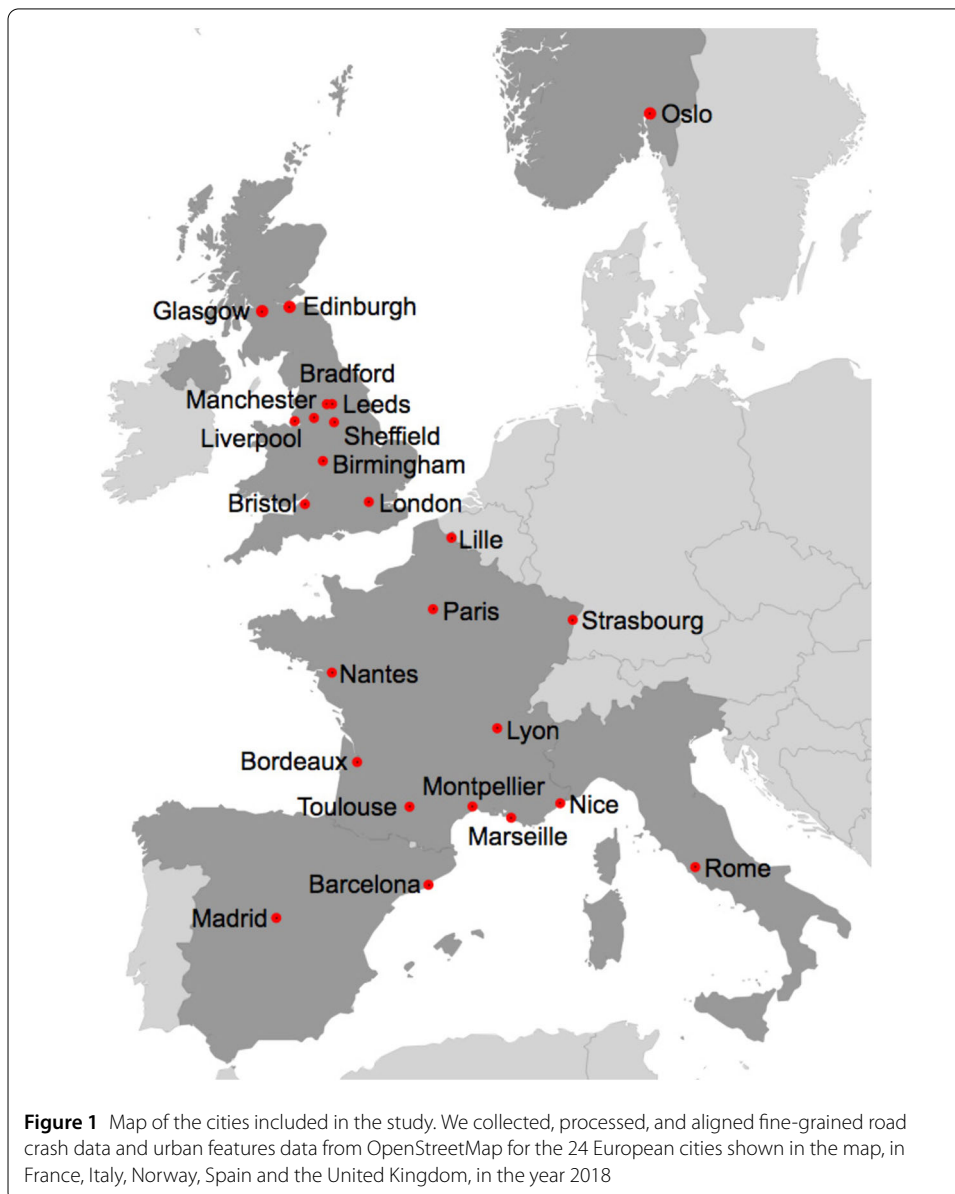 Oslo
Glasgow
Edinburgh
Bradford
Manchester
Leeds
Liverpool
Sheffield
Birmingham
Bristol
London
Lille
Paris
Strasbourg
Nantes
Lyon
Bordeaux
Montpellier
Toulouse
Nice
Marseille
Rome
Barcelona
Madrid
Figure 1 Map of the cities included in the study. We collected, processed, and aligned fine-grained road
crash data and urban features data from OpenStreetMap for the 24 European cities shown in the map, in
France, Italy, Norway, Spain and the United Kingdom, in the year 2018